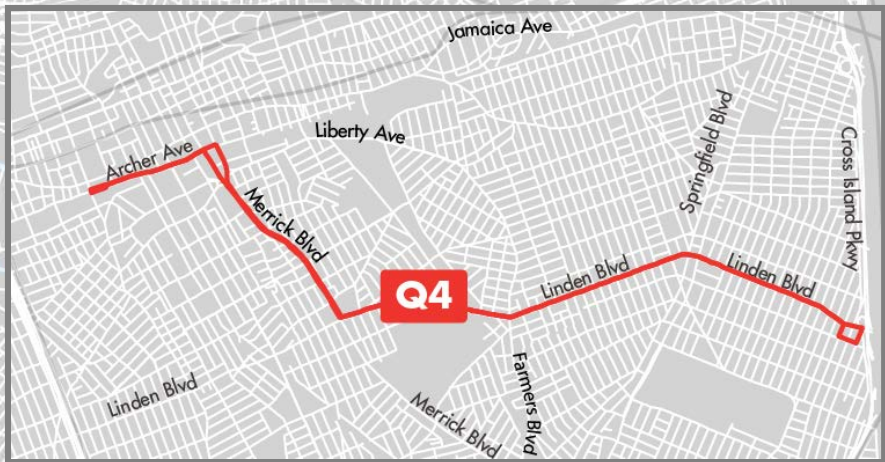 Jamaica Ave
Liberty Ave
Archer Ave
Springfield Blvd
Cross Island Pkwy
Merrick Blvd
Linden Blvd
Linden Blvd
Q4
Farmers Blvd
Linden Blvd
Merrick Blvd